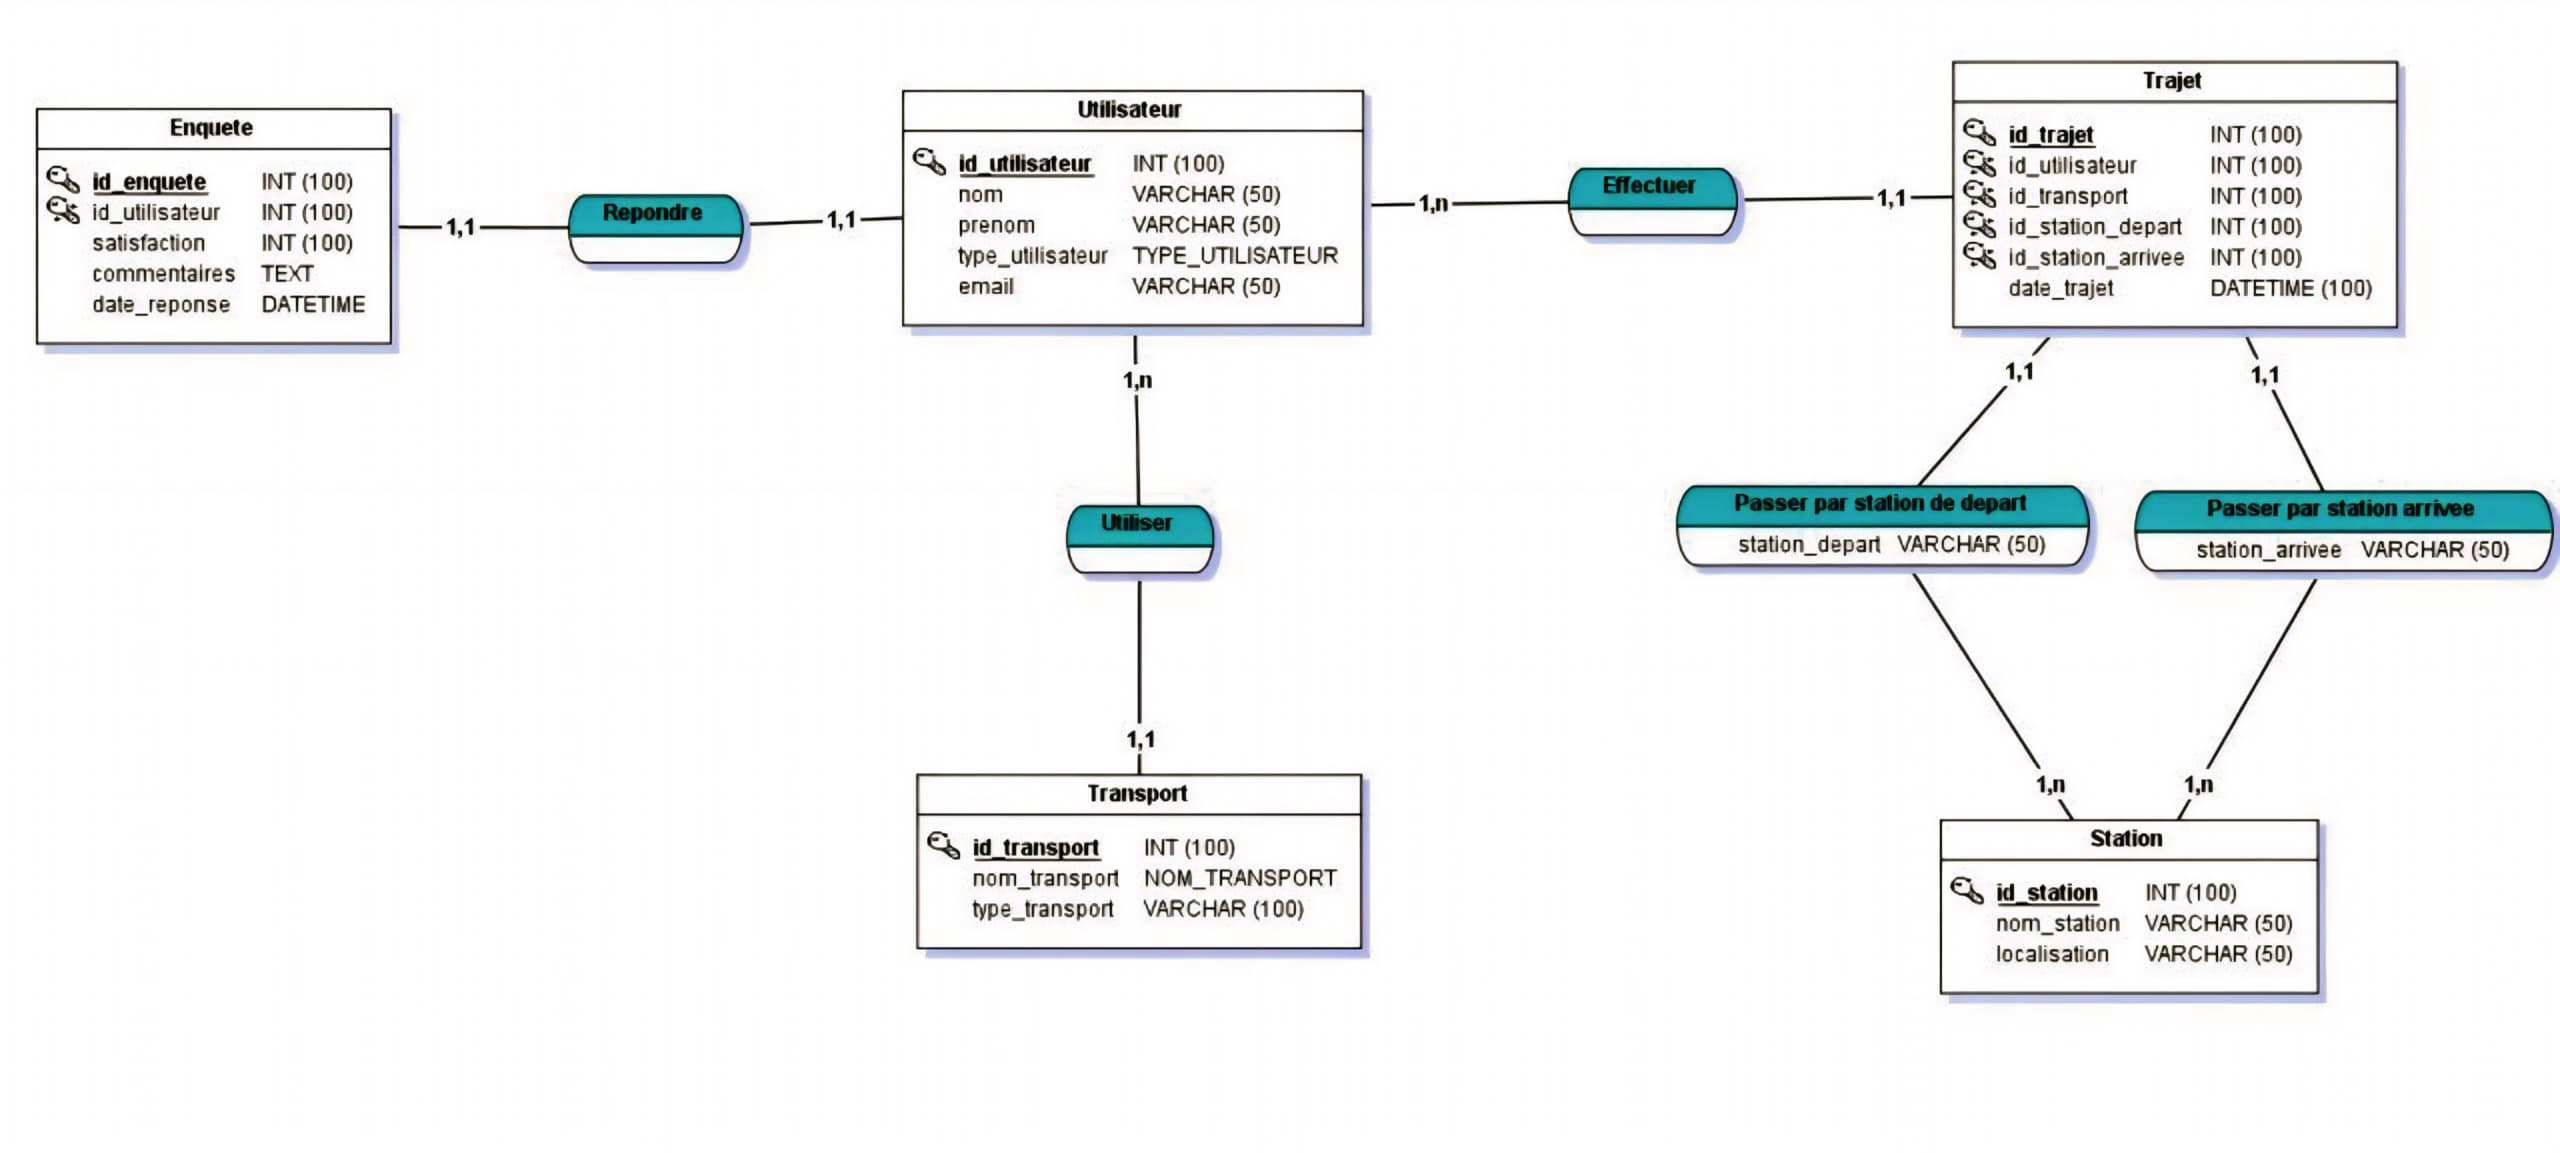 Enquete
id_enquete INT (100)
id_utilisateur INT (100)
satisfaction INT (100)
commentaires TEXT
date_reponse DATETIME
1,1
Repondre
1,1
Utilisateur
id_utilisateur INT (100)
nom VARCHAR (50)
prenom VARCHAR (50)
type_utilisateur TYPE_UTILISATEUR
email VARCHAR (50)
1,n
Effectuer
1,1
Trajet
id_trajet INT (100)
id_utilisateur INT (100)
id_transport INT (100)
id_station_depart INT (100)
id_station_arrivee INT (100)
date_trajet DATETIME (100)
1,n
Utiliser
1,1
Transport
id_transport INT (100)
nom_transport NOM_TRANSPORT
type_transport VARCHAR (100)
1,1
1,1
Passer par station de depart
station_depart VARCHAR (50)
Passer par station arrivee
station_arrivee VARCHAR (50)
1,n
1,n
Station
id_station INT (100)
nom_station VARCHAR (50)
localisation VARCHAR (50)